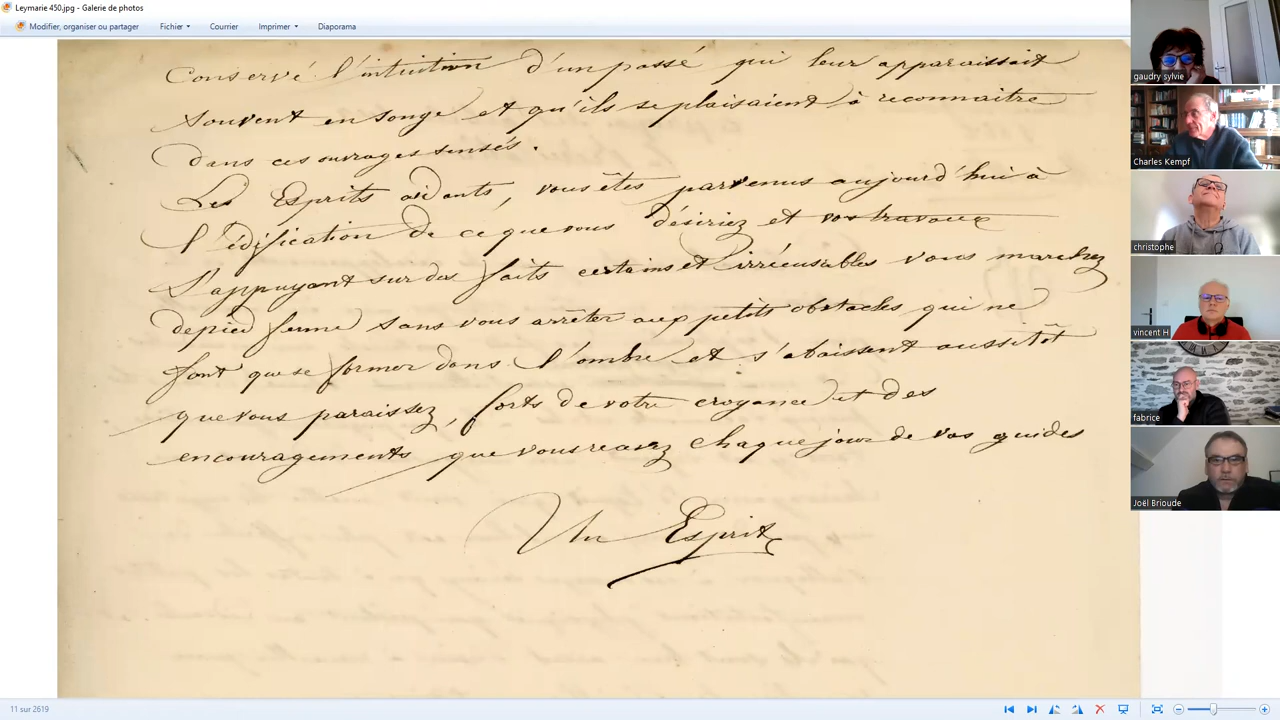 Leymarie 450.jpg - Galerie de photos
Modifier, organiser ou partager Fichier Courrier Imprimer Diaporama
Conservé l'intuition d'un passé qui leur apparaissait
souvent en songe et qu'ils se plaisaient à reconnaitre
dans ces ouvrages sensés.
Les Esprits aidants, vous êtes parvenus aujourd'hui à
l'édification de ce que vous désiriez et vos travaux
s'appuyant sur des faits certains et irrécusables vous marchez
de pied ferme sans vous arrêter aux petits obstacles qui ne
font que se former dans l'ombre et s'abaissent aussitôt
que vous paraissez, forts de votre croyance et des
encouragements que vous recevez chaque jour de vos guides
Un Esprit
gaudry sylvie
Charles Kempf
christophe
vincent H
fabrice
Joël Brioude
11 sur 2619